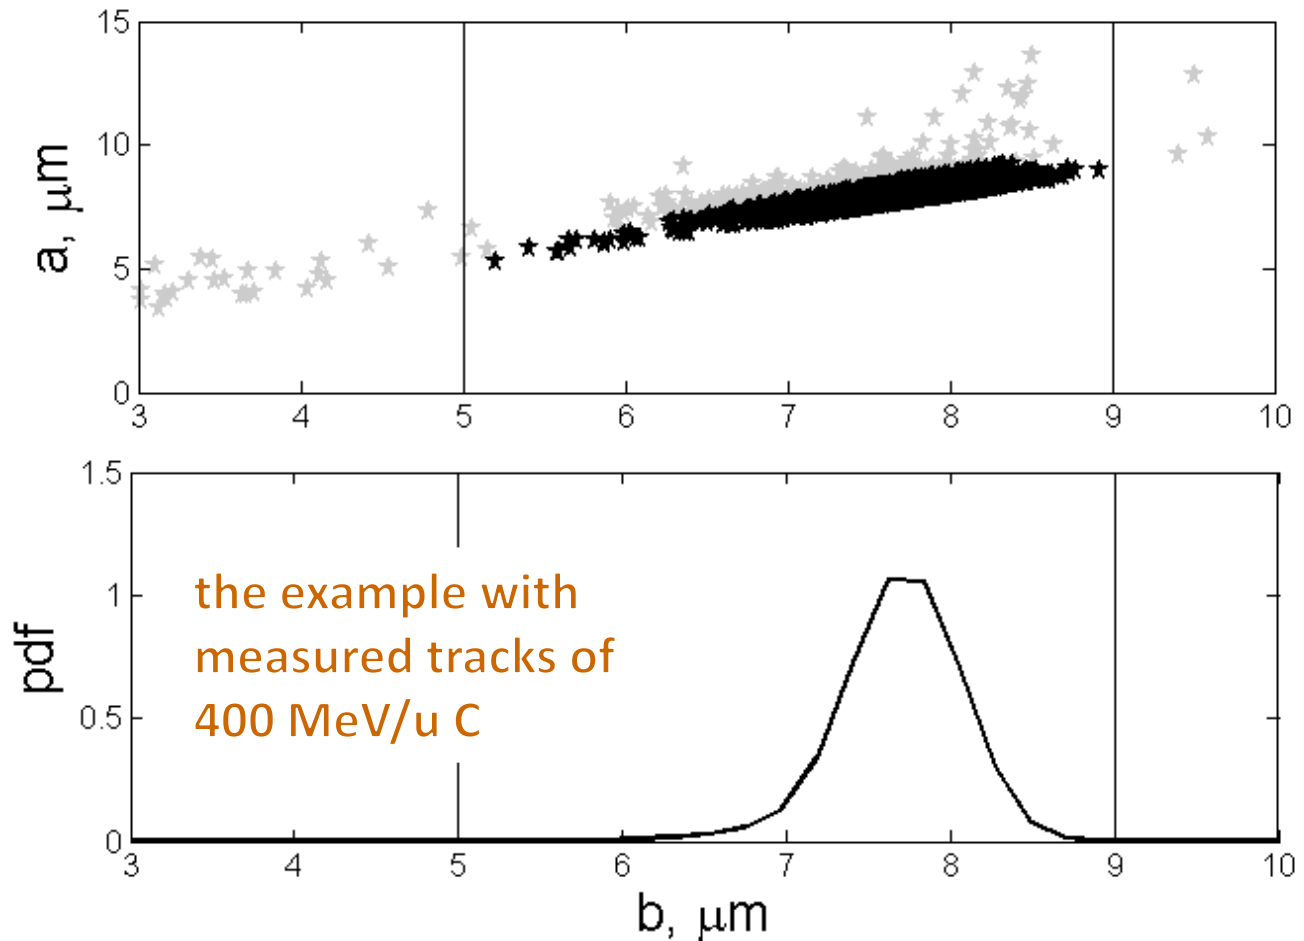 15
10
5
0
a, μm
3 4 5 6 7 8 9 10
1.5
1
0.5
0
pdf
the example with
measured tracks of
400 MeV/u C
3 4 5 6 7 8 9 10
b, μm